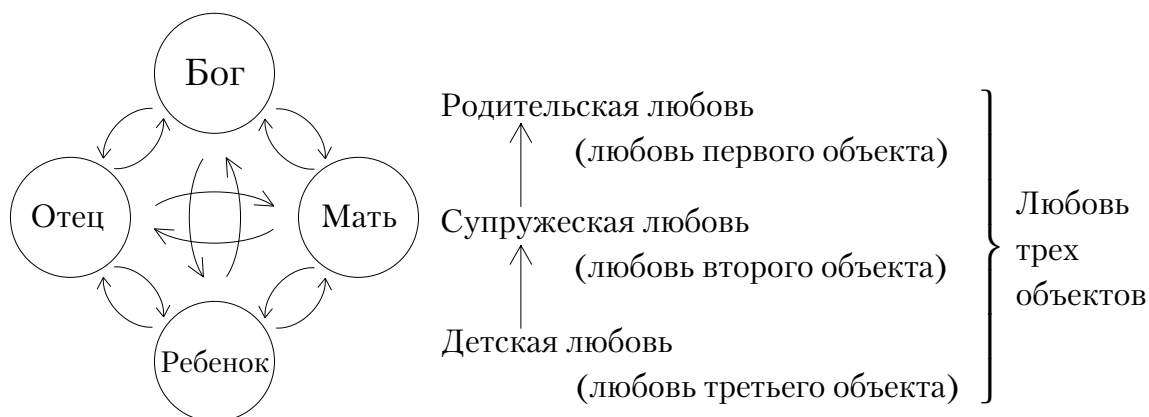 Бог
Отец
Мать
Ребенок
Родительская любовь
(любовь первого объекта)
Супружеская любовь
(любовь второго объекта)
Детская любовь
(любовь третьего объекта)
Любовь
трех
объектов